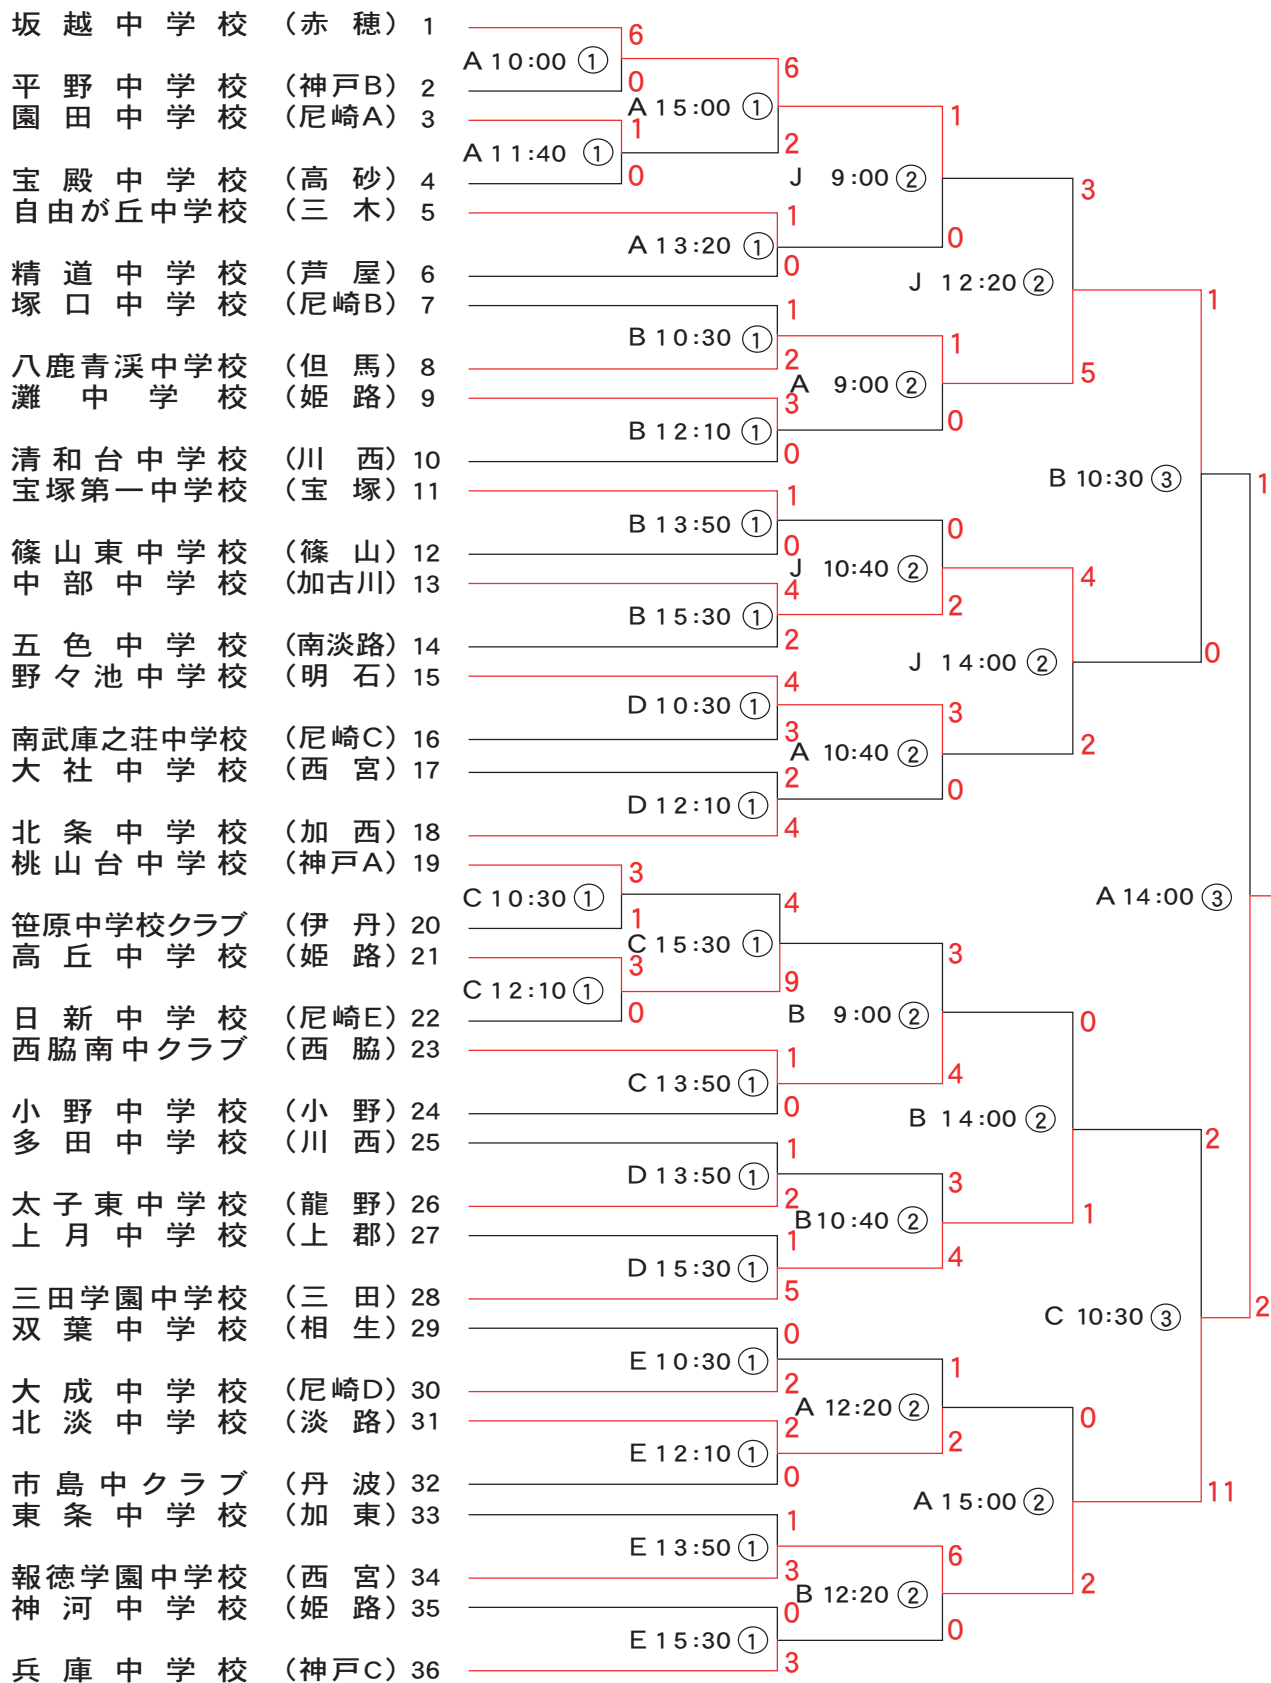 坂越中学校 （赤穂） 1
平野中学校 （神戸B） 2
園田中学校 （尼崎A） 3
宝殿中学校 （高砂） 4
自由が丘中学校 （三木） 5
精道中学校 （芦屋） 6
塚口中学校 （尼崎B） 7
八鹿青渓中学校 （但馬） 8
灘中学校 （姫路） 9
清和台中学校 （川西） 10
宝塚第一中学校 （宝塚） 11
篠山東中学校 （篠山） 12
中部中学校 （加古川） 13
五色中学校 （南淡路） 14
野々池中学校 （明石） 15
南武庫之荘中学校 （尼崎C） 16
大社中学校 （西宮） 17
北条中学校 （加西） 18
桃山台中学校 （神戸A） 19
笹原中学校クラブ （伊丹） 20
高丘中学校 （姫路） 21
日新中学校 （尼崎E） 22
西脇南中クラブ （西脇） 23
小野中学校 （小野） 24
多田中学校 （川西） 25
太子東中学校 （龍野） 26
上月中学校 （上郡） 27
三田学園中学校 （三田） 28
双葉中学校 （相生） 29
大成中学校 （尼崎D） 30
北淡中学校 （淡路） 31
市島中クラブ （丹波） 32
東条中学校 （加東） 33
報徳学園中学校 （西宮） 34
神河中学校 （姫路） 35
兵庫中学校 （神戸C） 36
6
A 10:00 ①
0
1
A 11:40 ①
0
3
C 10:30 ①
1
3
C 12:10 ①
0
6
A 15:00 ①
2
1
A 13:20 ①
0
1
B 10:30 ①
2
3
B 12:10 ①
0
1
B 13:50 ①
0
4
B 15:30 ①
2
4
D 10:30 ①
3
2
D 12:10 ①
4
4
C 15:30 ①
9
1
C 13:50 ①
0
1
D 13:50 ①
2
1
D 15:30 ①
5
0
E 10:30 ①
2
2
E 12:10 ①
0
1
E 13:50 ①
3
0
E 15:30 ①
3
1
J 9:00 ②
0
1
A 9:00 ②
0
0
J 10:40 ②
2
3
A 10:40 ②
0
3
B 9:00 ②
4
3
B 10:40 ②
4
1
A 12:20 ②
2
6
B 12:20 ②
0
3
J 12:20 ②
5
4
J 14:00 ②
2
0
B 14:00 ②
1
0
A 15:00 ②
2
1
B 10:30 ③
0
2
C 10:30 ③
11
1
A 14:00 ③
2